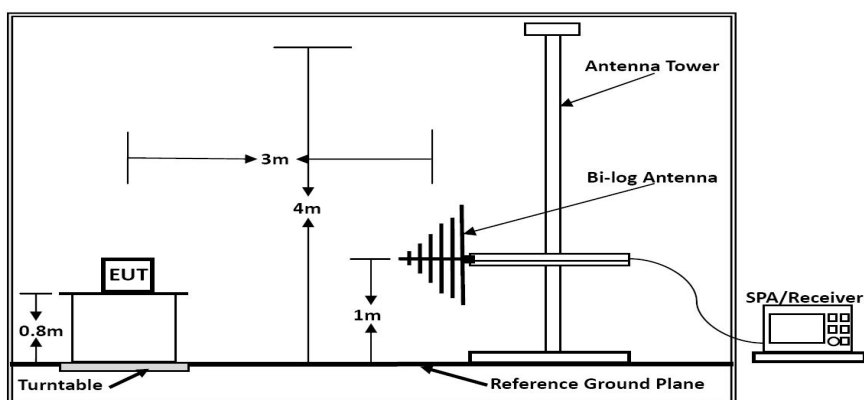 Antenna Tower
3m
Bi-log Antenna
4m
EUT
SPA/Receiver
0.8m
1m
Turntable
Reference Ground Plane